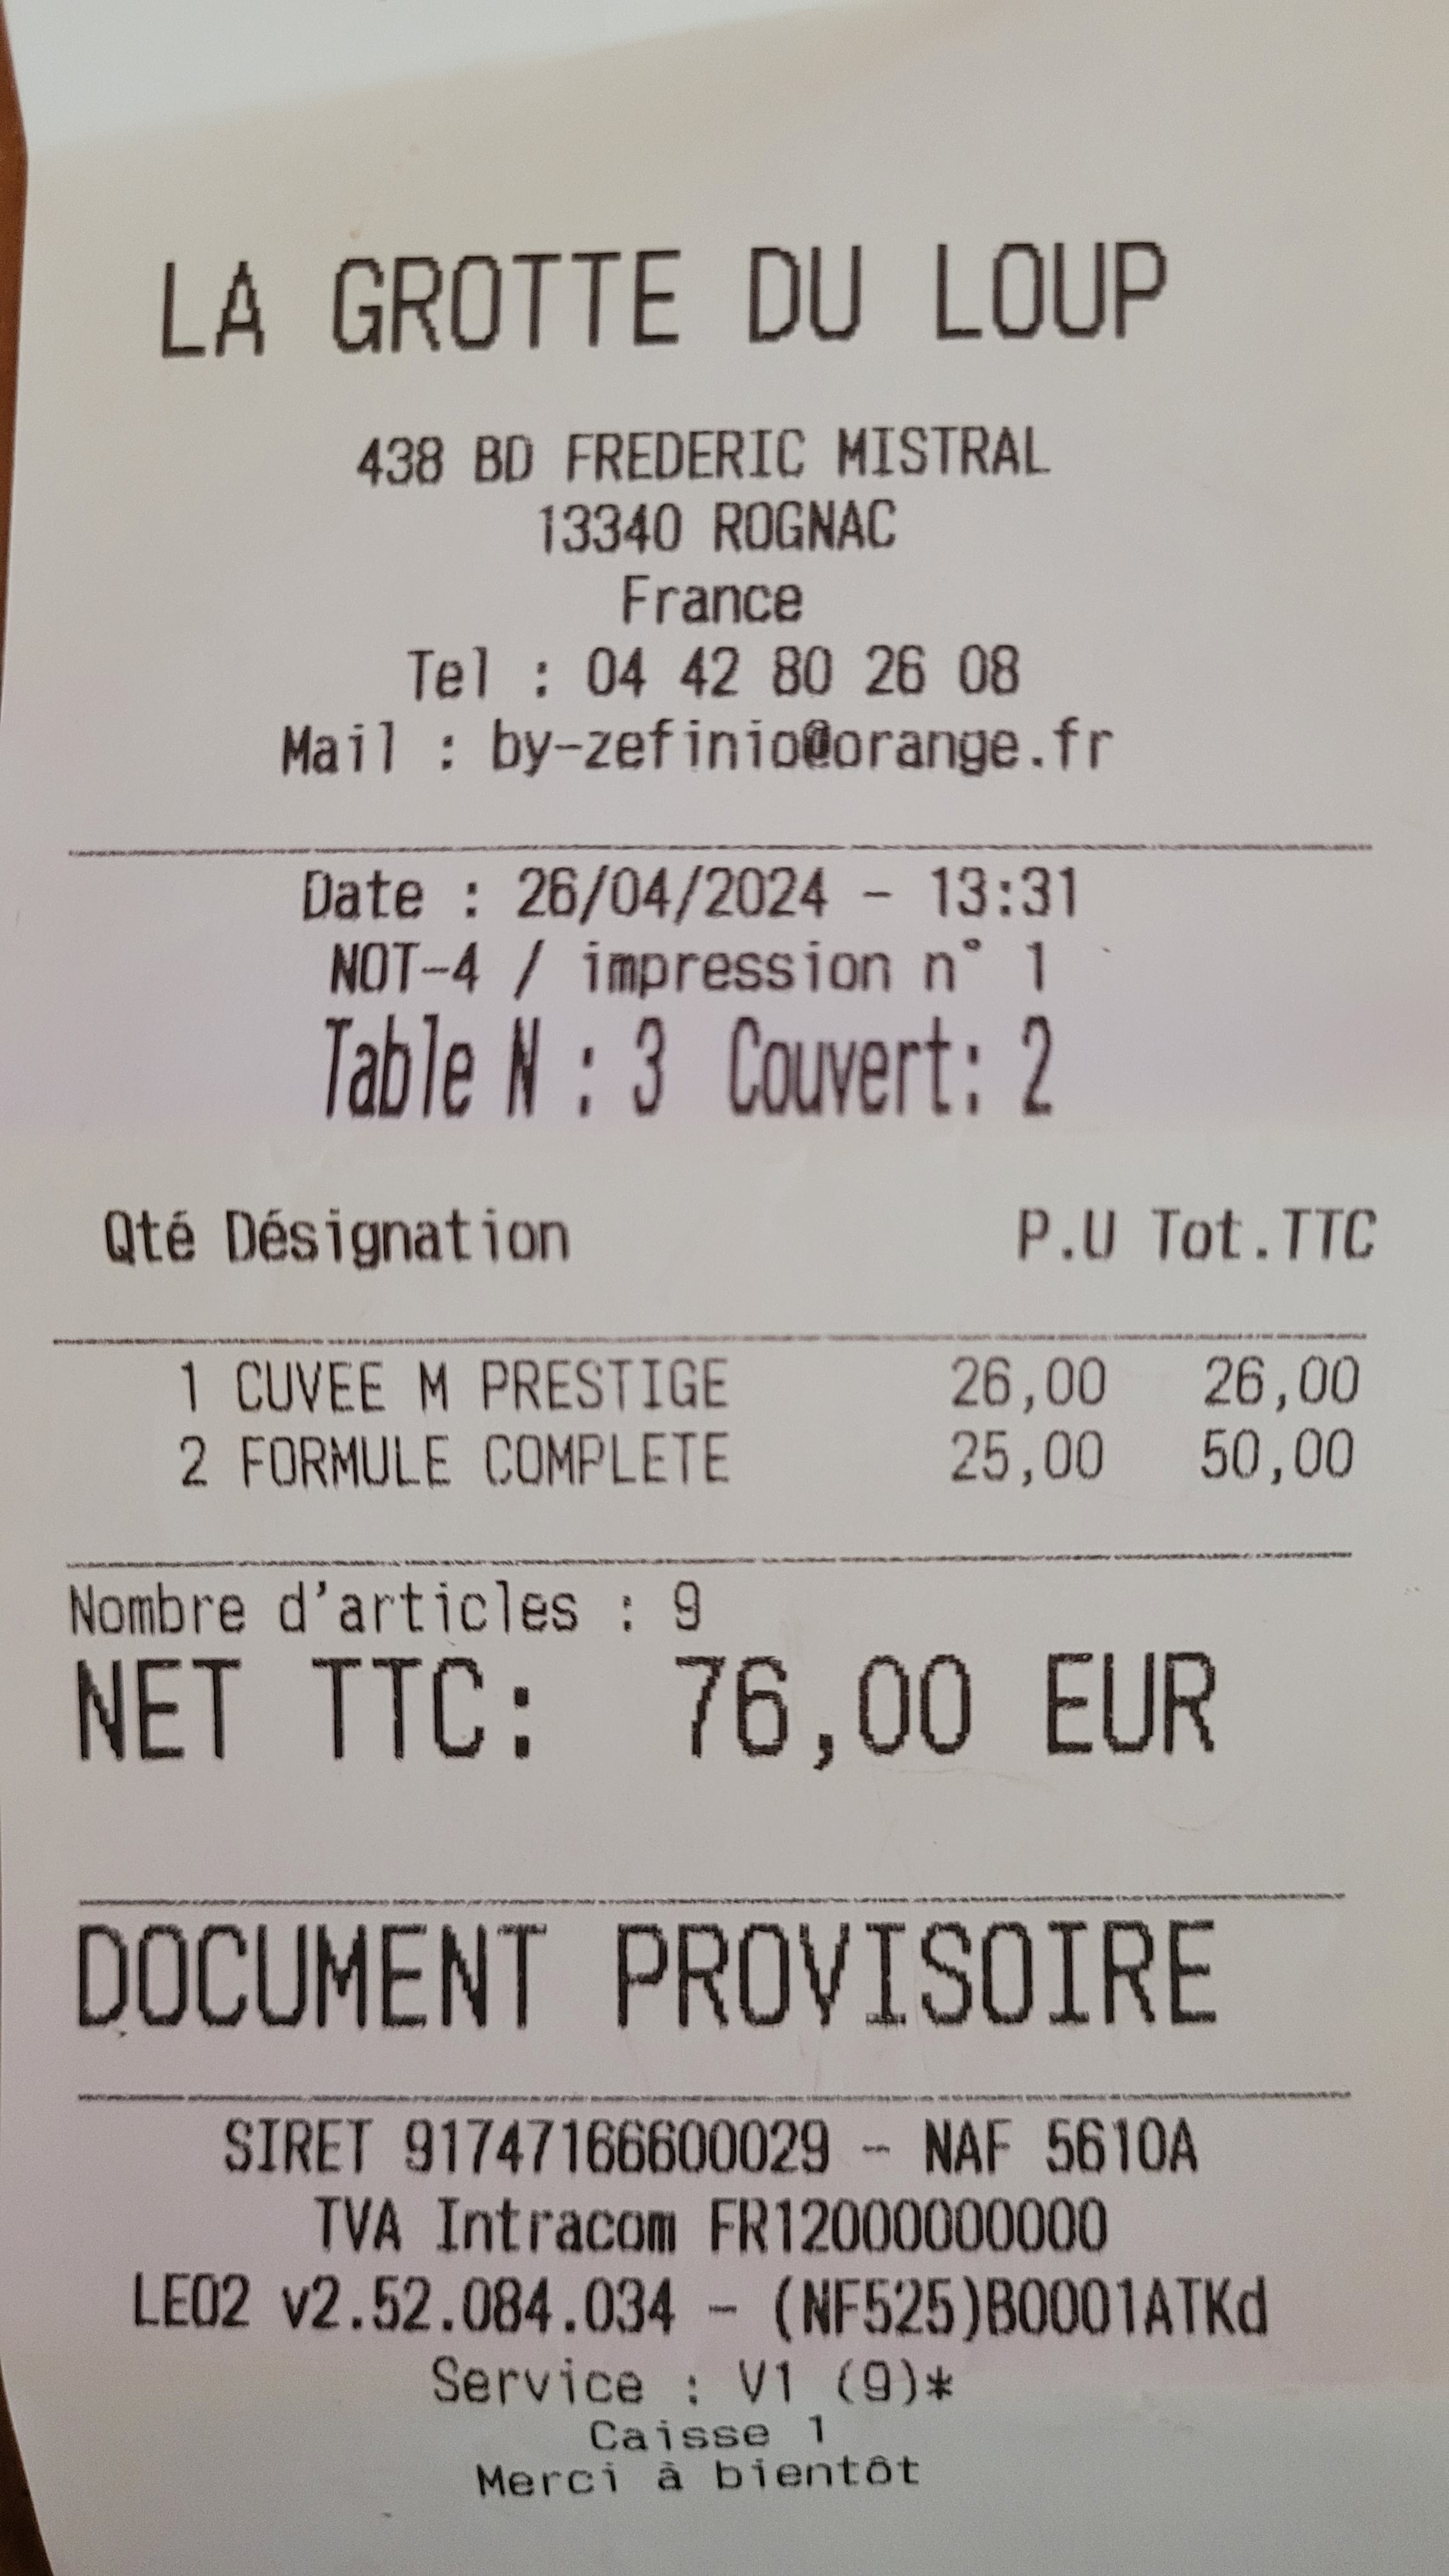 LA GROTTE DU LOUP
438 BD FREDERIC MISTRAL
13340 ROGNAC
France
Tel : 04 42 80 26 08
Mail : by-zefinio@orange.fr
Date : 26/04/2024 - 13:31
NOT-4 / impression n° 1
Table N : 3 Couvert: 2
Qté Désignation P.U Tot.TTC
1 CUVEE M PRESTIGE 26,00 26,00
2 FORMULE COMPLETE 25,00 50,00
Nombre d'articles : 9
NET TTC: 76,00 EUR
DOCUMENT PROVISOIRE
SIRET 91747166600029 - NAF 5610A
TVA Intracom FR12000000000
LEO2 v2.52.084.034 - (NF525)B0001ATKd
Service : V1 (9)*
Caisse 1
Merci à bientôt